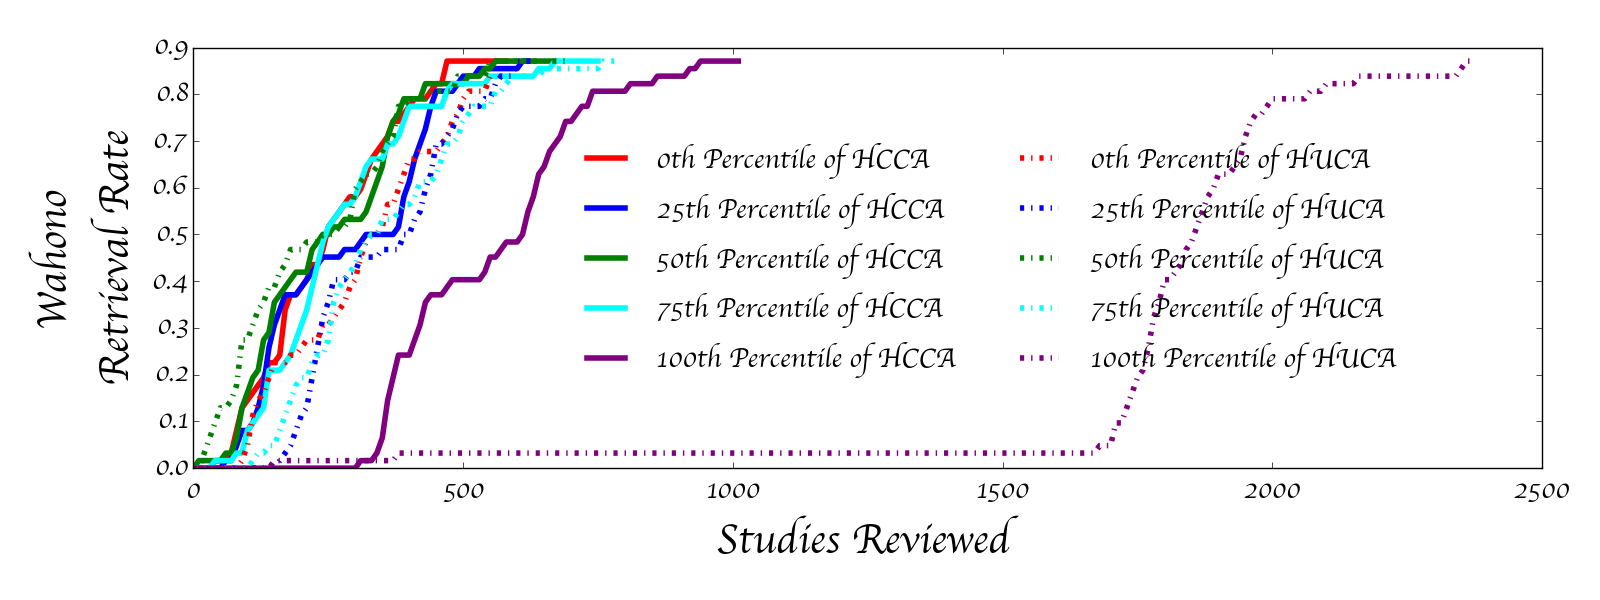 Wahono
Retrieval Rate
0.9
0.8
0.7
0.6
0.5
0.4
0.3
0.2
0.1
0.0
0th Percentile of HCCA
25th Percentile of HCCA
50th Percentile of HCCA
75th Percentile of HCCA
100th Percentile of HCCA
0th Percentile of HUCA
25th Percentile of HUCA
50th Percentile of HUCA
75th Percentile of HUCA
100th Percentile of HUCA
0 500 1000 1500 2000 2500
Studies Reviewed